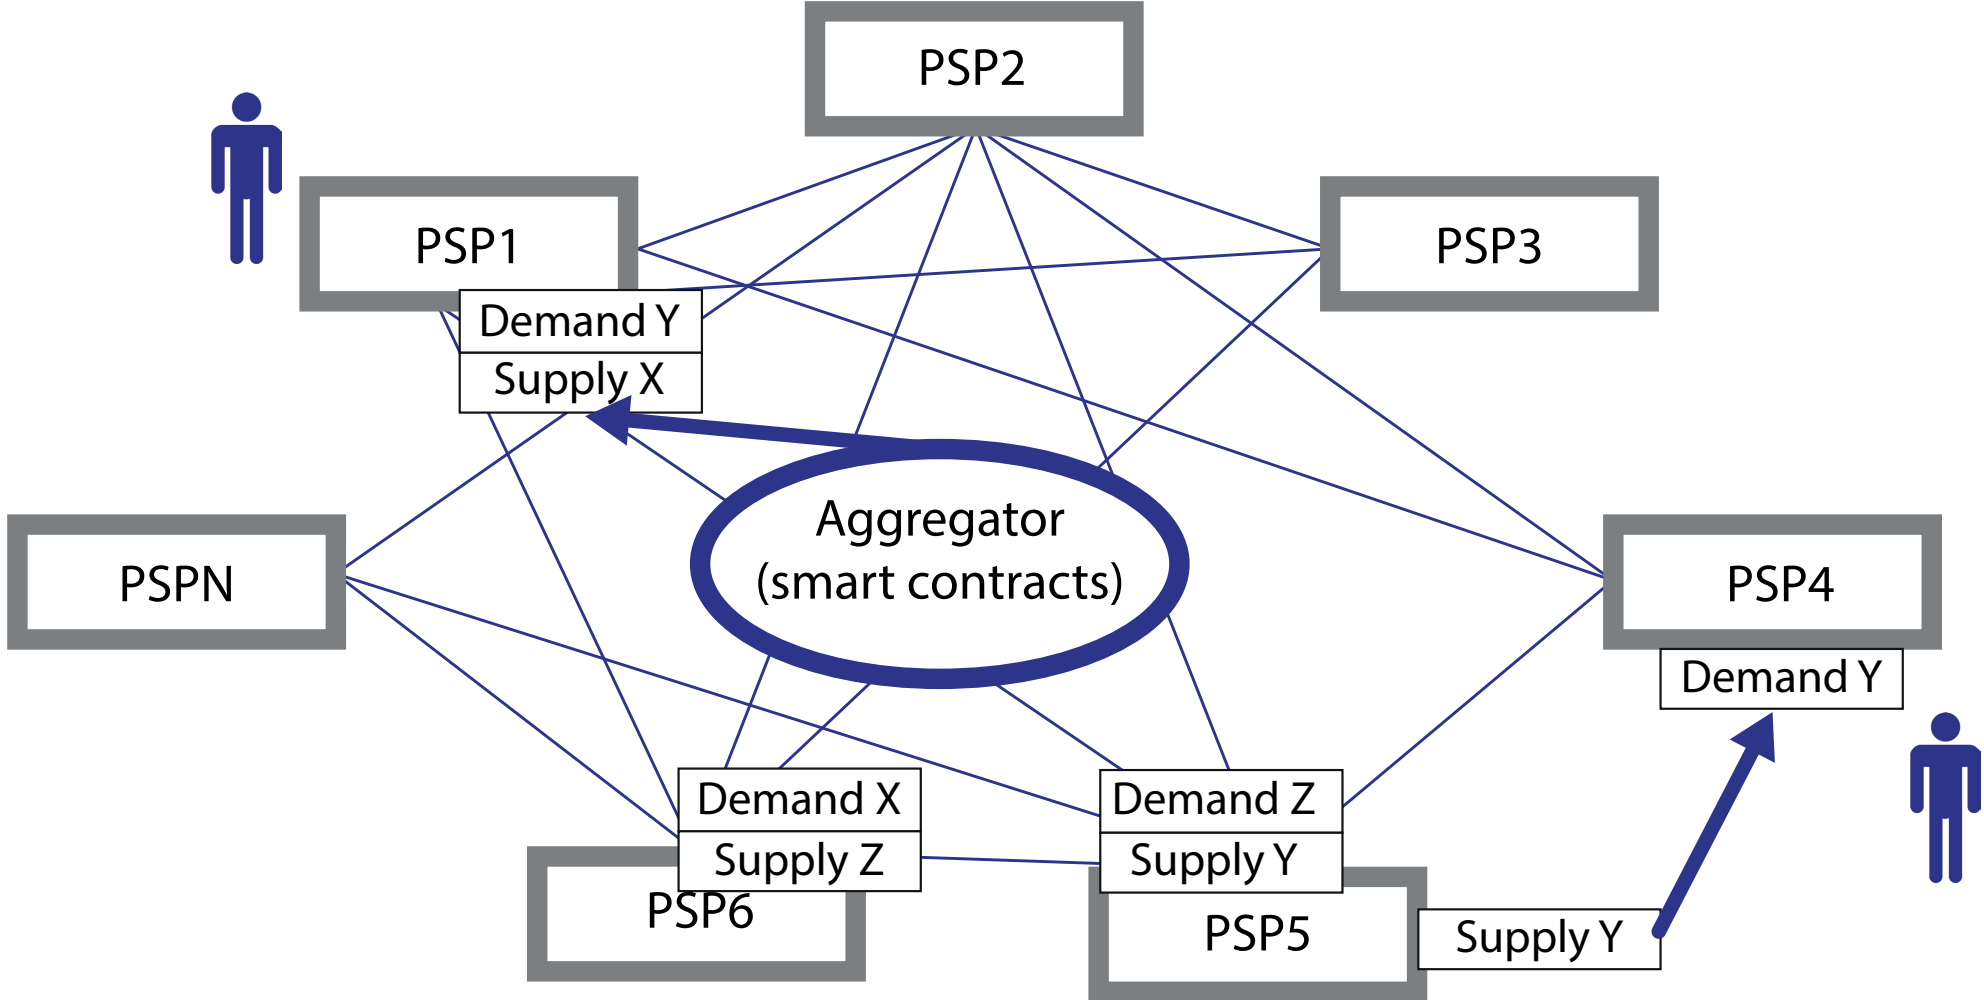 PSP2
PSP1
PSP3
Demand Y
Supply X
Aggregator
(smart contracts)
PSPN
PSP4
Demand Y
Demand X
Supply Z
PSP6
Demand Z
Supply Y
PSP5
Supply Y